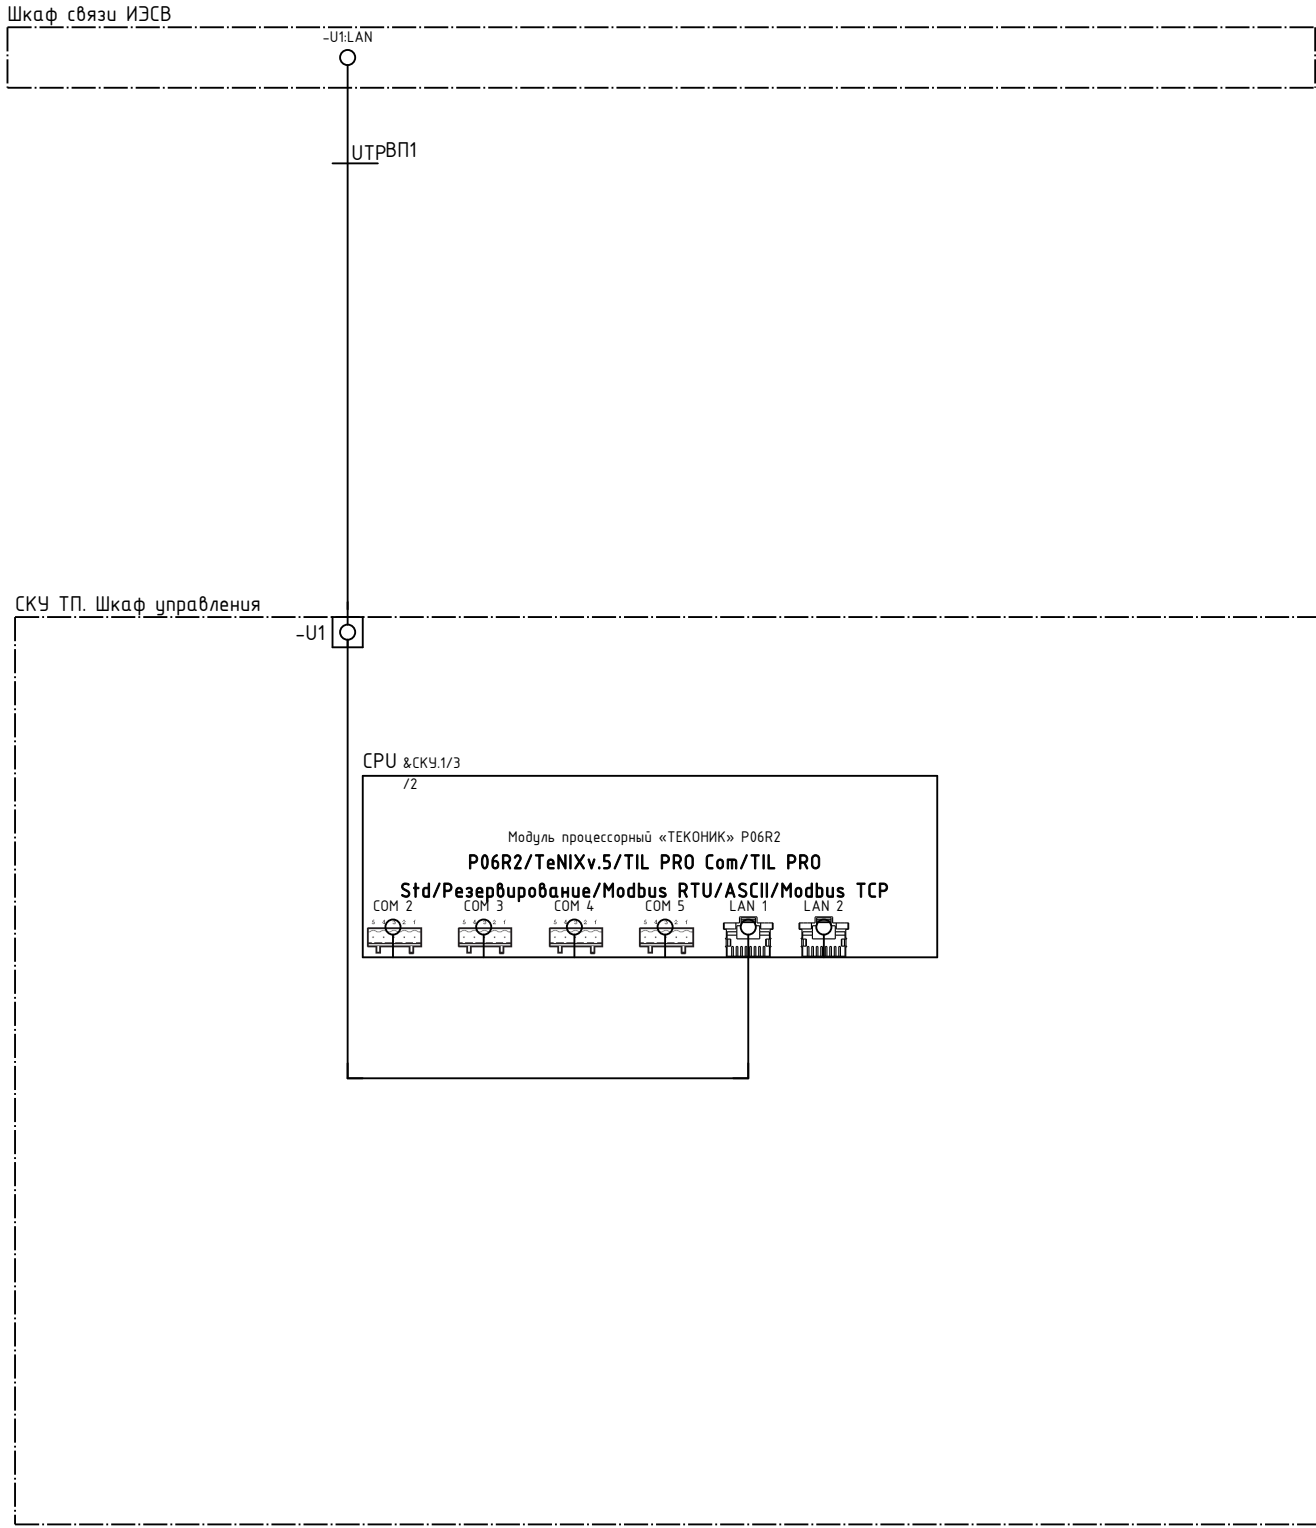 Шкаф связи ИЭСВ
-U1:LAN
UTP ВП1
СКУ ТП. Шкаф управления
-U1
CPU &СКУ.1/3
/2
Модуль процессорный «ТЕКОНИК» P06R2
P06R2/TeNIXv.5/TIL PRO Com/TIL PRO
Std/Резервирование/Modbus RTU/ASCII/Modbus TCP
COM 2 COM 3 COM 4 COM 5 LAN 1 LAN 2